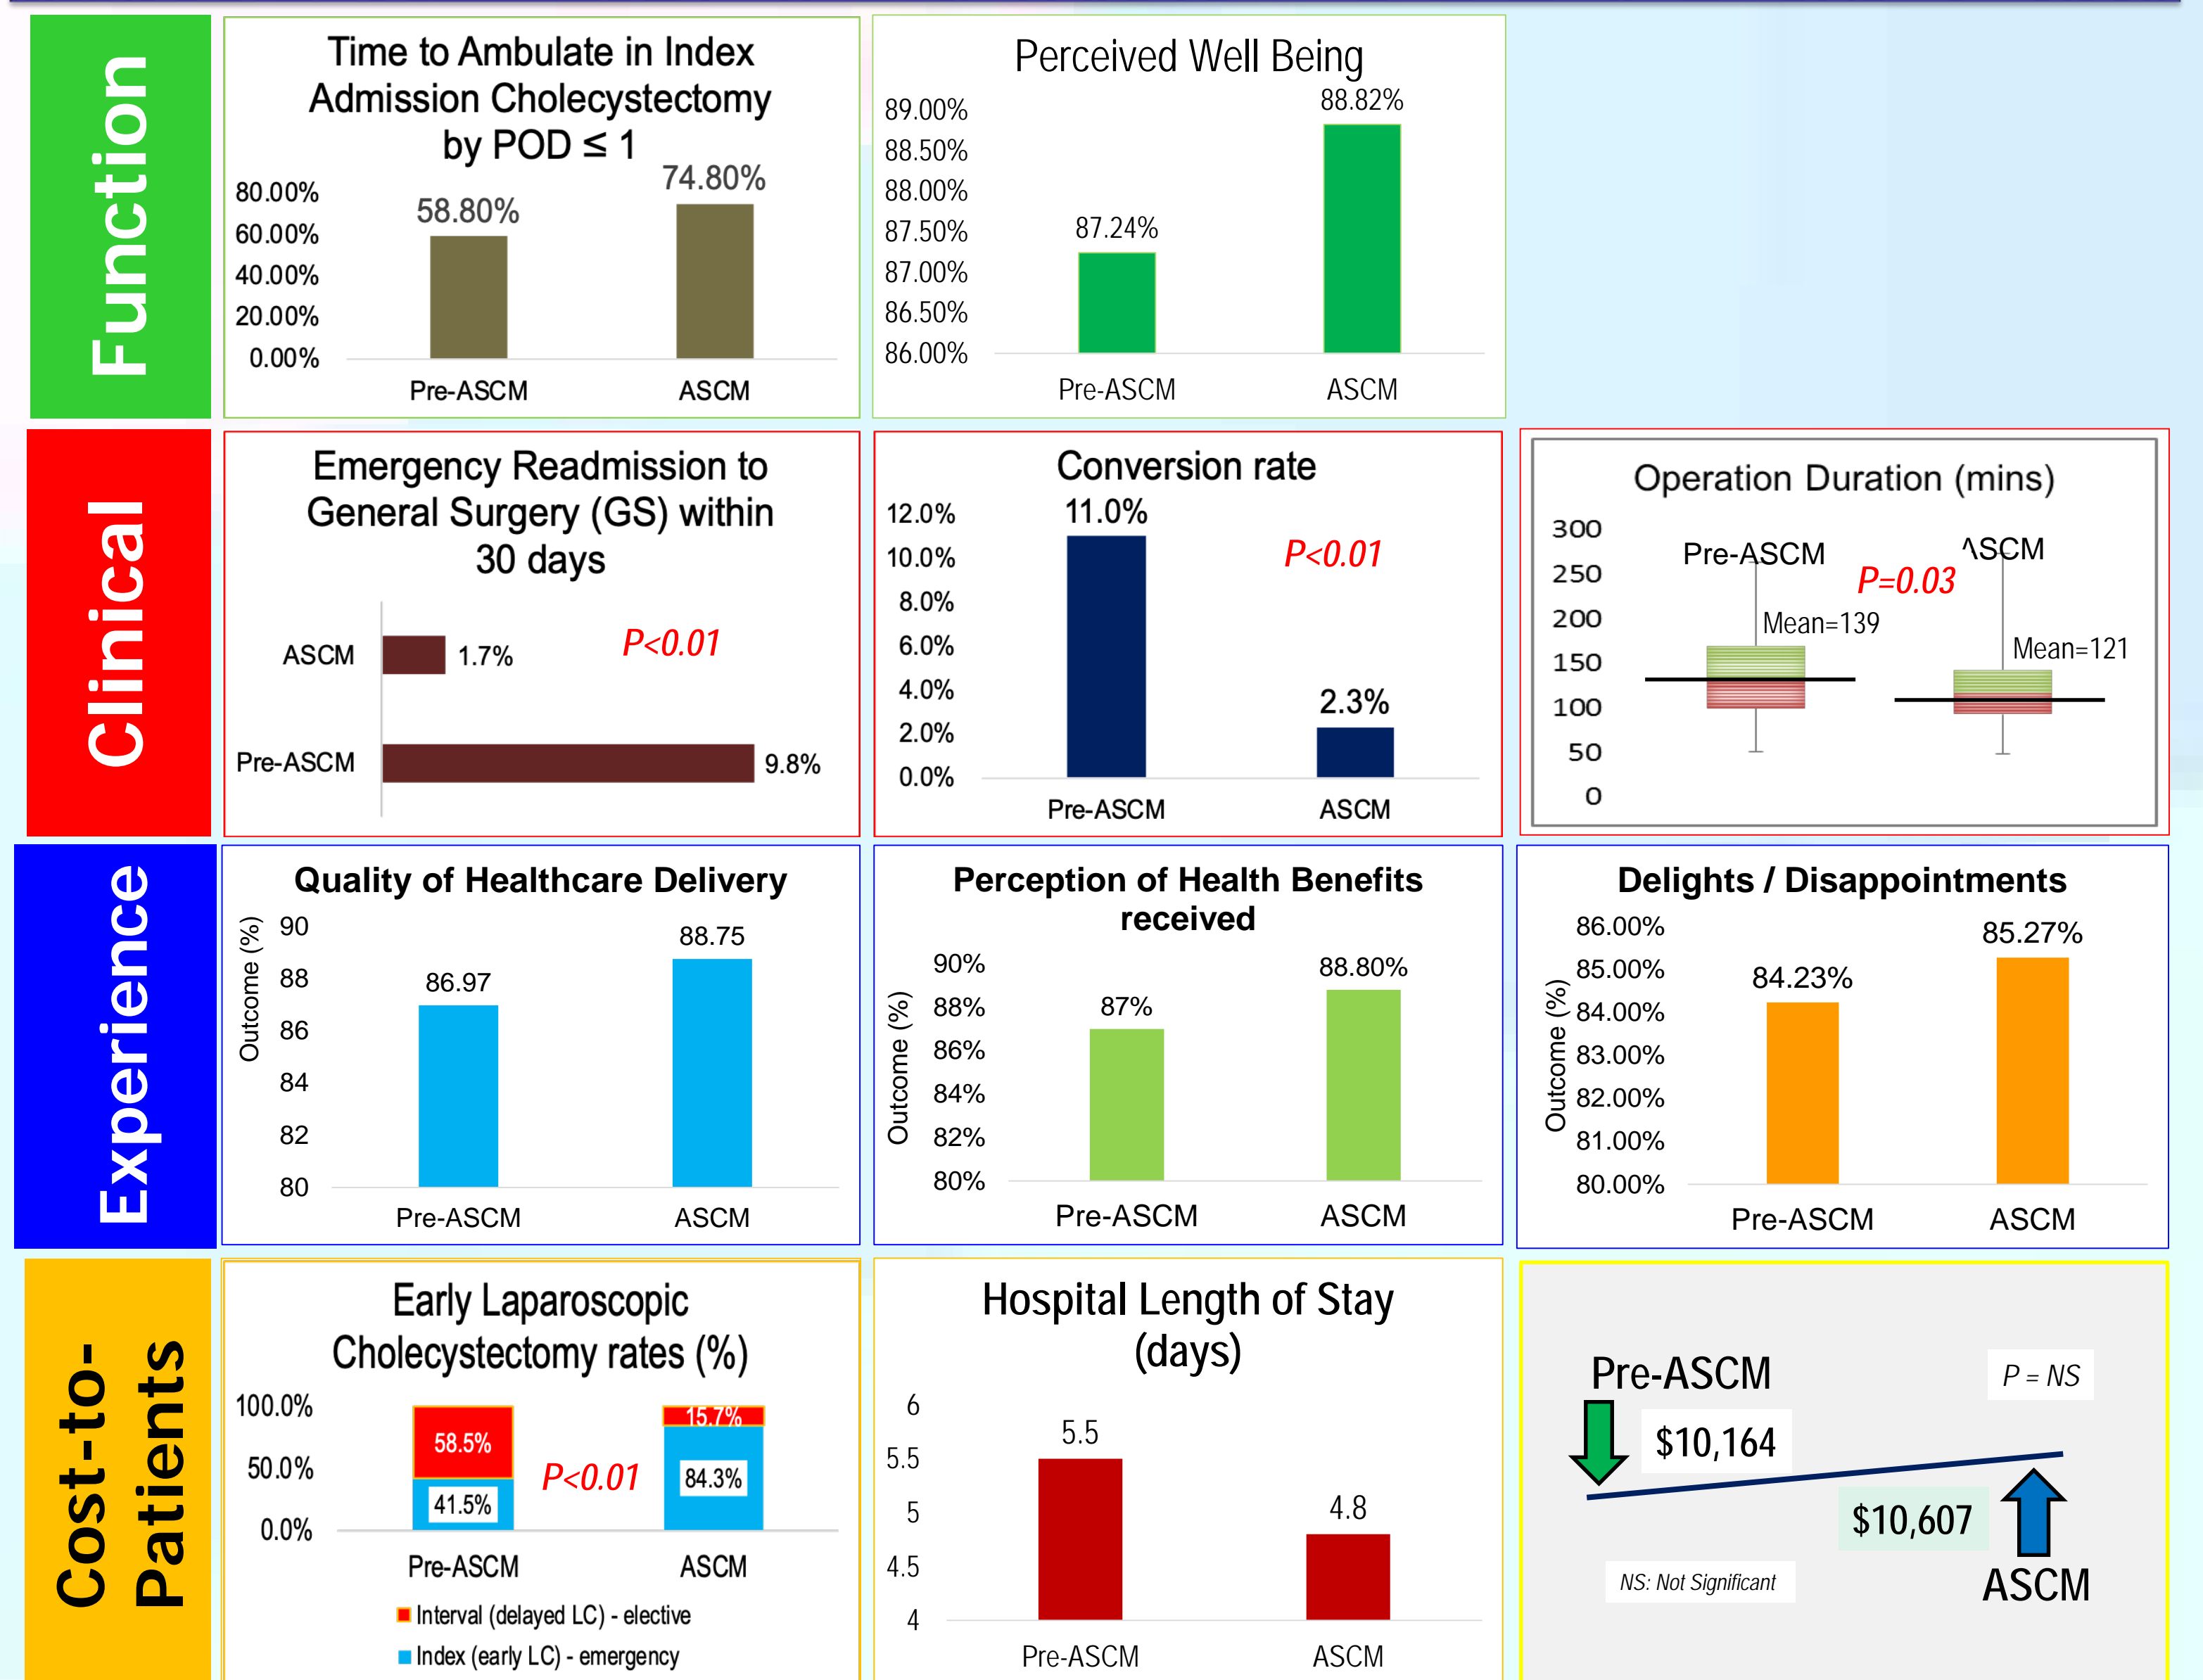 Function
Time to Ambulate in Index
Admission Cholecystectomy
by POD ≤ 1
80.00%
60.00%
40.00%
20.00%
0.00%
58.80%
74.80%
Pre-ASCM
ASCM
Perceived Well Being
89.00%
88.50%
88.00%
87.50%
87.00%
86.50%
86.00%
87.24%
88.82%
Pre-ASCM
ASCM
Clinical
Emergency Readmission to
General Surgery (GS) within
30 days
ASCM
1.7%
P<0.01
Pre-ASCM
9.8%
Conversion rate
12.0%
10.0%
8.0%
6.0%
4.0%
2.0%
0.0%
11.0%
P<0.01
2.3%
Pre-ASCM
ASCM
Operation Duration (mins)
300
250
200
150
100
50
0
Pre-ASCM
ASCM
P=0.03
Mean=139
Mean=121
Experience
Quality of Healthcare Delivery
Outcome (%)
90
88
86
84
82
80
86.97
88.75
Pre-ASCM
ASCM
Perception of Health Benefits
received
Outcome (%)
90%
88%
86%
84%
82%
80%
87%
88.80%
Pre-ASCM
ASCM
Delights / Disappointments
Outcome (%)
86.00%
85.00%
84.00%
83.00%
82.00%
81.00%
80.00%
84.23%
85.27%
Pre-ASCM
ASCM
Cost-to-
Patients
Early Laparoscopic
Cholecystectomy rates (%)
100.0%
50.0%
0.0%
58.5%
41.5%
P<0.01
15.7%
84.3%
Pre-ASCM
ASCM
Interval (delayed LC) - elective
Index (early LC) - emergency
Hospital Length of Stay
(days)
6
5.5
5
4.5
4
5.5
4.8
Pre-ASCM
ASCM
Pre-ASCM
P = NS
$10,164
$10,607
NS: Not Significant
ASCM